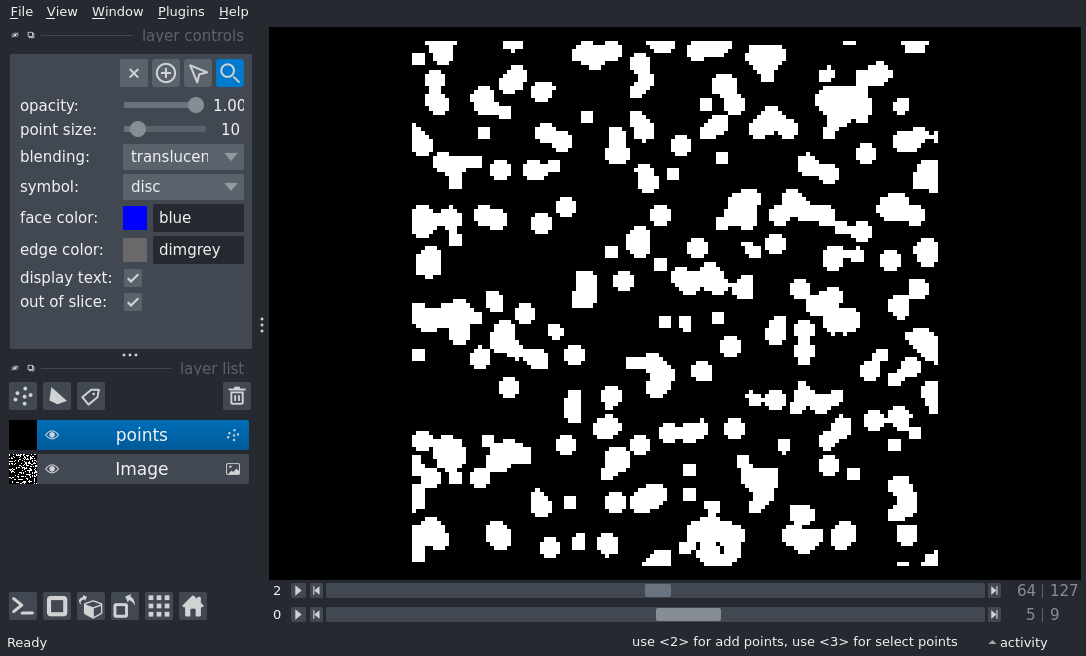 File View Window Plugins Help
layer controls
opacity: 1.00
point size: 10
blending: translucen
symbol: disc
face color: blue
edge color: dimgrey
display text:
out of slice:
layer list
points
Image
2 64 | 127
0 5 | 9
Ready use <2> for add points, use <3> for select points activity